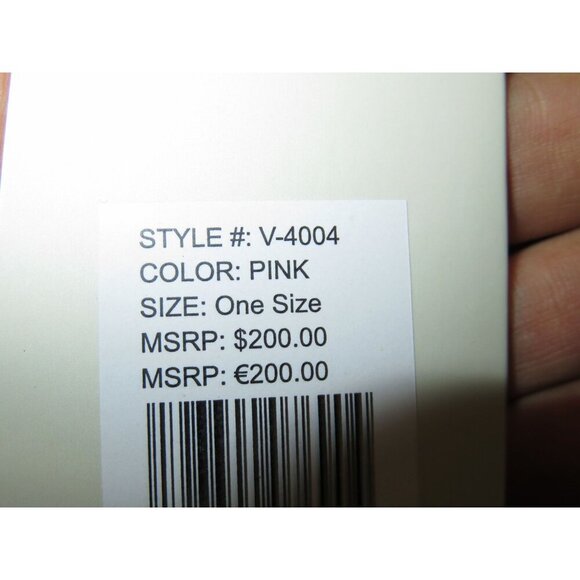 STYLE #: V-4004
COLOR: PINK
SIZE: One Size
MSRP: $200.00
MSRP: €200.00